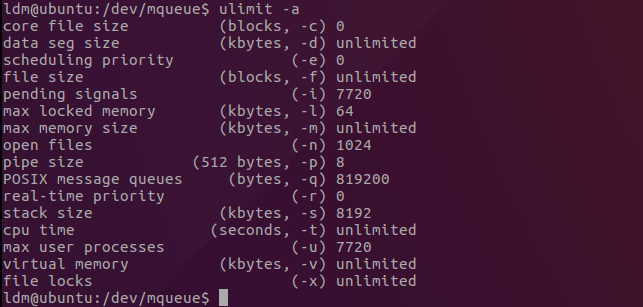 ldm@ubuntu:/dev/mqueue$ ulimit -a
core file size          (blocks, -c) 0
data seg size           (kbytes, -d) unlimited
scheduling priority             (-e) 0
file size               (blocks, -f) unlimited
pending signals                 (-i) 7720
max locked memory       (kbytes, -l) 64
max memory size         (kbytes, -m) unlimited
open files                      (-n) 1024
pipe size            (512 bytes, -p) 8
POSIX message queues     (bytes, -q) 819200
real-time priority              (-r) 0
stack size              (kbytes, -s) 8192
cpu time               (seconds, -t) unlimited
max user processes              (-u) 7720
virtual memory          (kbytes, -v) unlimited
file locks                      (-x) unlimited
ldm@ubuntu:/dev/mqueue$